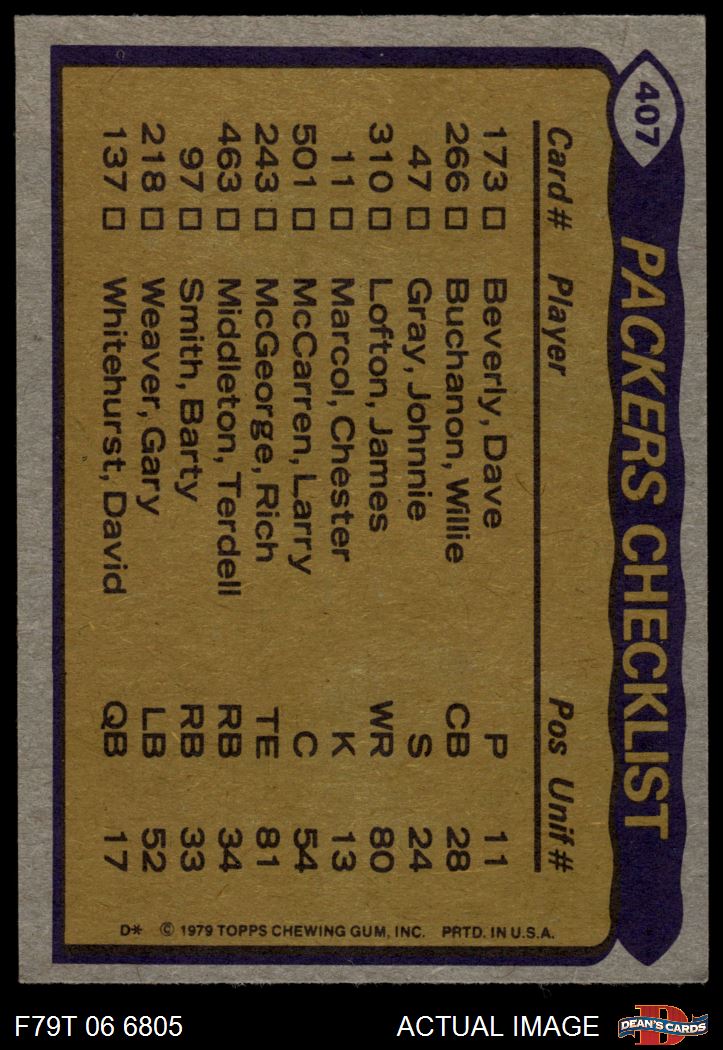 407
PACKERS CHECKLIST
Card # Player Pos Unif #
173 □ Beverly, Dave P 11
266 □ Buchanon, Willie CB 28
47 □ Gray, Johnnie S 24
310 □ Lofton, James WR 80
11 □ Marcol, Chester K 13
501 □ McCarren, Larry C 54
243 □ McGeorge, Rich TE 81
463 □ Middleton, Terdell RB 34
97 □ Smith, Barty RB 33
218 □ Weaver, Gary LB 52
137 □ Whitehurst, David QB 17
D* © 1979 TOPPS CHEWING GUM, INC. PRTD. IN U.S.A.
F79T 06 6805 ACTUAL IMAGE
D DEAN'S CARDS